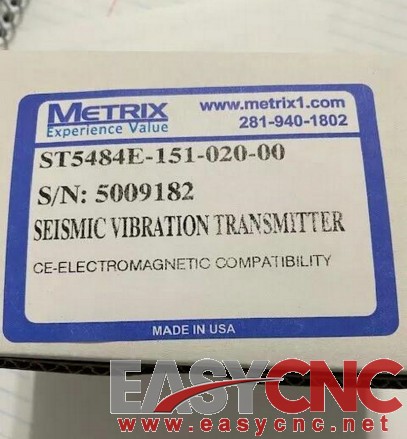 METRIX
Experience Value
www.metrix1.com
281-940-1802
ST5484E-151-020-00
S/N: 5009182
SEISMIC VIBRATION TRANSMITTER
CE-ELECTROMAGNETIC COMPATIBILITY
MADE IN USA
EASYCNC
www.easycnc.net